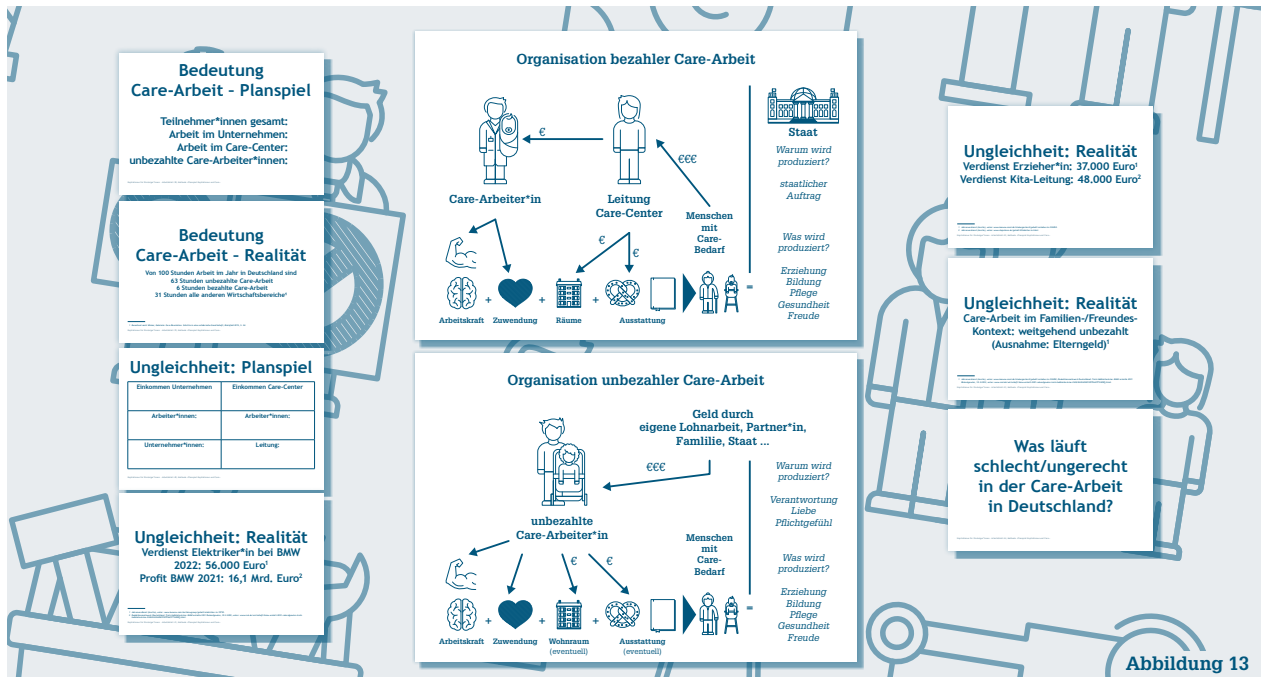 Bedeutung
Care-Arbeit – Planspiel
Teilnehmer*innen gesamt:
Arbeit im Unternehmen:
Arbeit im Care-Center:
unbezahlte Care-Arbeiter*innen:
Bedeutung
Care-Arbeit – Realität
Von 100 Stunden Arbeit im Jahr in Deutschland sind
63 Stunden unbezahlte Care-Arbeit
6 Stunden bezahlte Care-Arbeit
31 Stunden alle anderen Wirtschaftsbereiche¹
Ungleichheit: Planspiel
Einkommen Unternehmen
Einkommen Care-Center
Arbeiter*innen:
Arbeiter*innen:
Unternehmer*innen:
Leitung:
Ungleichheit: Realität
Verdienst Elektriker*in bei BMW
2022: 56.000 Euro¹
Profit BMW 2021: 16,1 Mrd. Euro²
Organisation bezahler Care-Arbeit
€
€€€
Care-Arbeiter*in
Leitung
Care-Center
Menschen
mit
Care-
Bedarf
€
€
+
+
+
=
Arbeitskraft
Zuwendung
Räume
Ausstattung
Staat
Warum wird
produziert?
staatlicher
Auftrag
Was wird
produziert?
Erziehung
Bildung
Pflege
Gesundheit
Freude
Organisation unbezahler Care-Arbeit
Geld durch
eigene Lohnarbeit, Partner*in,
Famlilie, Staat ...
€€€
unbezahlte
Care-Arbeiter*in
Menschen
mit
Care-
Bedarf
€
€
+
+
+
=
Arbeitskraft
Zuwendung
Wohnraum
(eventuell)
Ausstattung
(eventuell)
Warum wird
produziert?
Verantwortung
Liebe
Pflichtgefühl
Was wird
produziert?
Erziehung
Bildung
Pflege
Gesundheit
Freude
Ungleichheit: Realität
Verdienst Erzieher*in: 37.000 Euro¹
Verdienst Kita-Leitung: 48.000 Euro²
Ungleichheit: Realität
Care-Arbeit im Familien-/Freundes-
Kontext: weitgehend unbezahlt
(Ausnahme: Elterngeld)¹
Was läuft
schlecht/ungerecht
in der Care-Arbeit
in Deutschland?
Abbildung 13